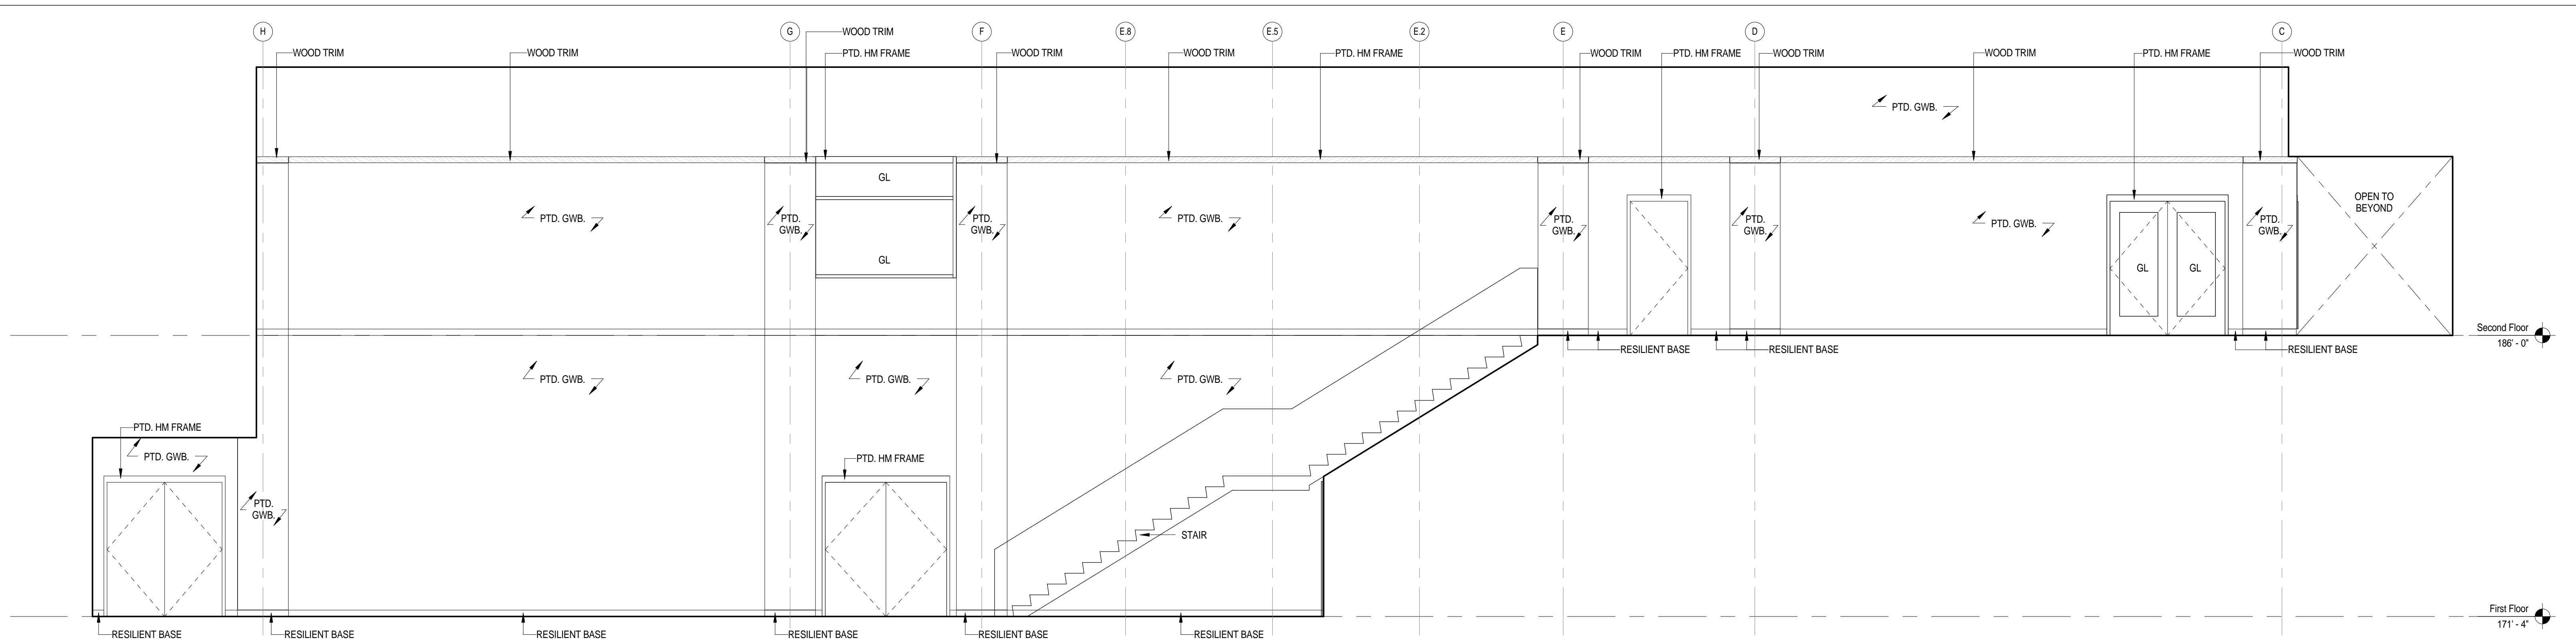 H
G
F
E.8
E.5
E.2
E
D
C
WOOD TRIM
WOOD TRIM
WOOD TRIM
PTD. HM FRAME
WOOD TRIM
WOOD TRIM
PTD. HM FRAME
WOOD TRIM
PTD. HM FRAME
WOOD TRIM
WOOD TRIM
PTD. HM FRAME
WOOD TRIM
PTD. GWB.
GL
OPEN TO
BEYOND
PTD. GWB.
PTD.
GWB.
PTD.
GWB.
PTD. GWB.
PTD.
GWB.
PTD.
GWB.
PTD. GWB.
PTD.
GWB.
GL
GL
GL
Second Floor
186' - 0"
RESILIENT BASE
RESILIENT BASE
RESILIENT BASE
PTD. GWB.
PTD. GWB.
PTD. GWB.
PTD. HM FRAME
PTD. GWB.
PTD. HM FRAME
PTD.
GWB.
STAIR
First Floor
171' - 4"
RESILIENT BASE
RESILIENT BASE
RESILIENT BASE
RESILIENT BASE
RESILIENT BASE
RESILIENT BASE